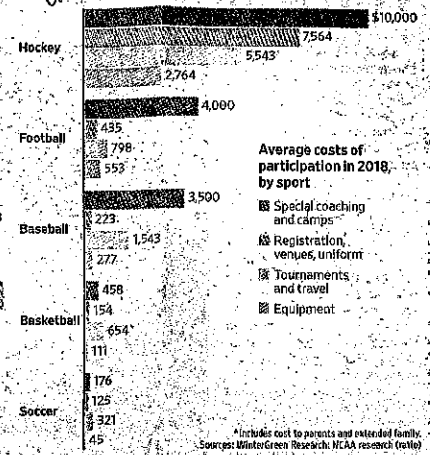 $10,000
Hockey
7,564
5,543
2,764
4,000
Football
435
798
553
Average costs of
participation in 2018,
by sport
Special coaching
and camps
Registration,
venues, uniform
Tournaments
and travel
Equipment
3,500
Baseball
223
1,543
277
458
Basketball
154
654
111
176
125
Soccer
321
45
*Includes cost to parents and extended family.
Sources: WinterGreen Research; NCAA research (ratio)